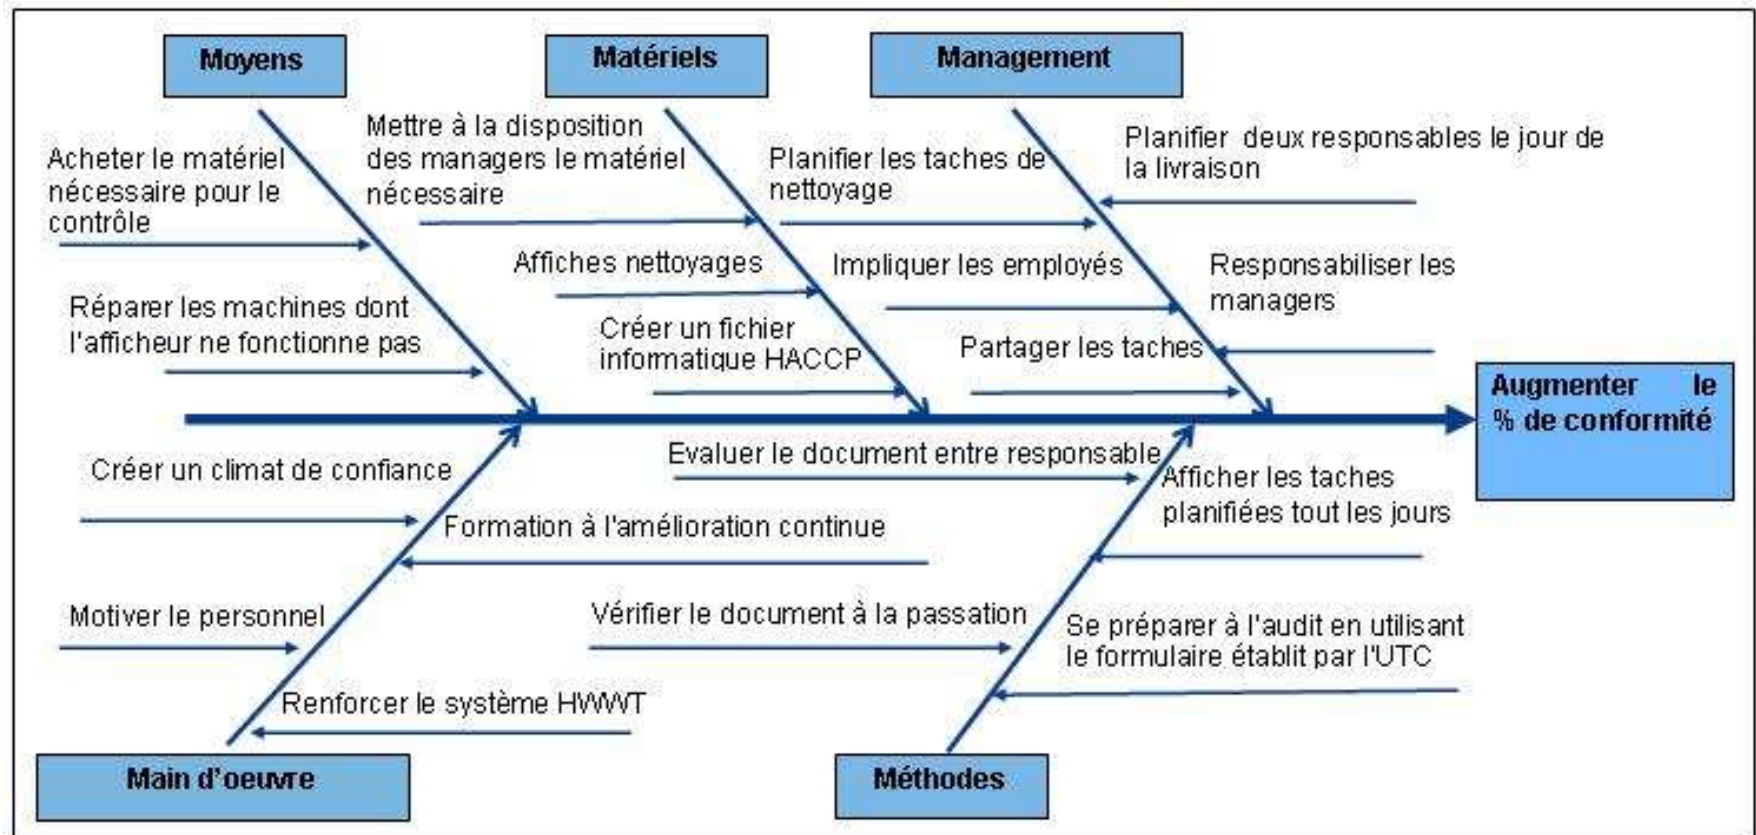 Moyens
Matériels
Management
Mettre à la disposition
des managers le matériel
nécessaire
Acheter le matériel
nécessaire pour le
contrôle
Planifier les taches de
nettoyage
Planifier deux responsables le jour de
la livraison
Affiches nettoyages
Impliquer les employés
Responsabiliser les
managers
Réparer les machines dont
l'afficheur ne fonctionne pas
Créer un fichier
informatique HACCP
Partager les taches
Augmenter le
% de conformité
Créer un climat de confiance
Evaluer le document entre responsable
Afficher les taches
planifiées tout les jours
Formation à l'amélioration continue
Motiver le personnel
Vérifier le document à la passation
Se préparer à l'audit en utilisant
le formulaire établit par l'UTC
Renforcer le système HWWT
Main d'oeuvre
Méthodes